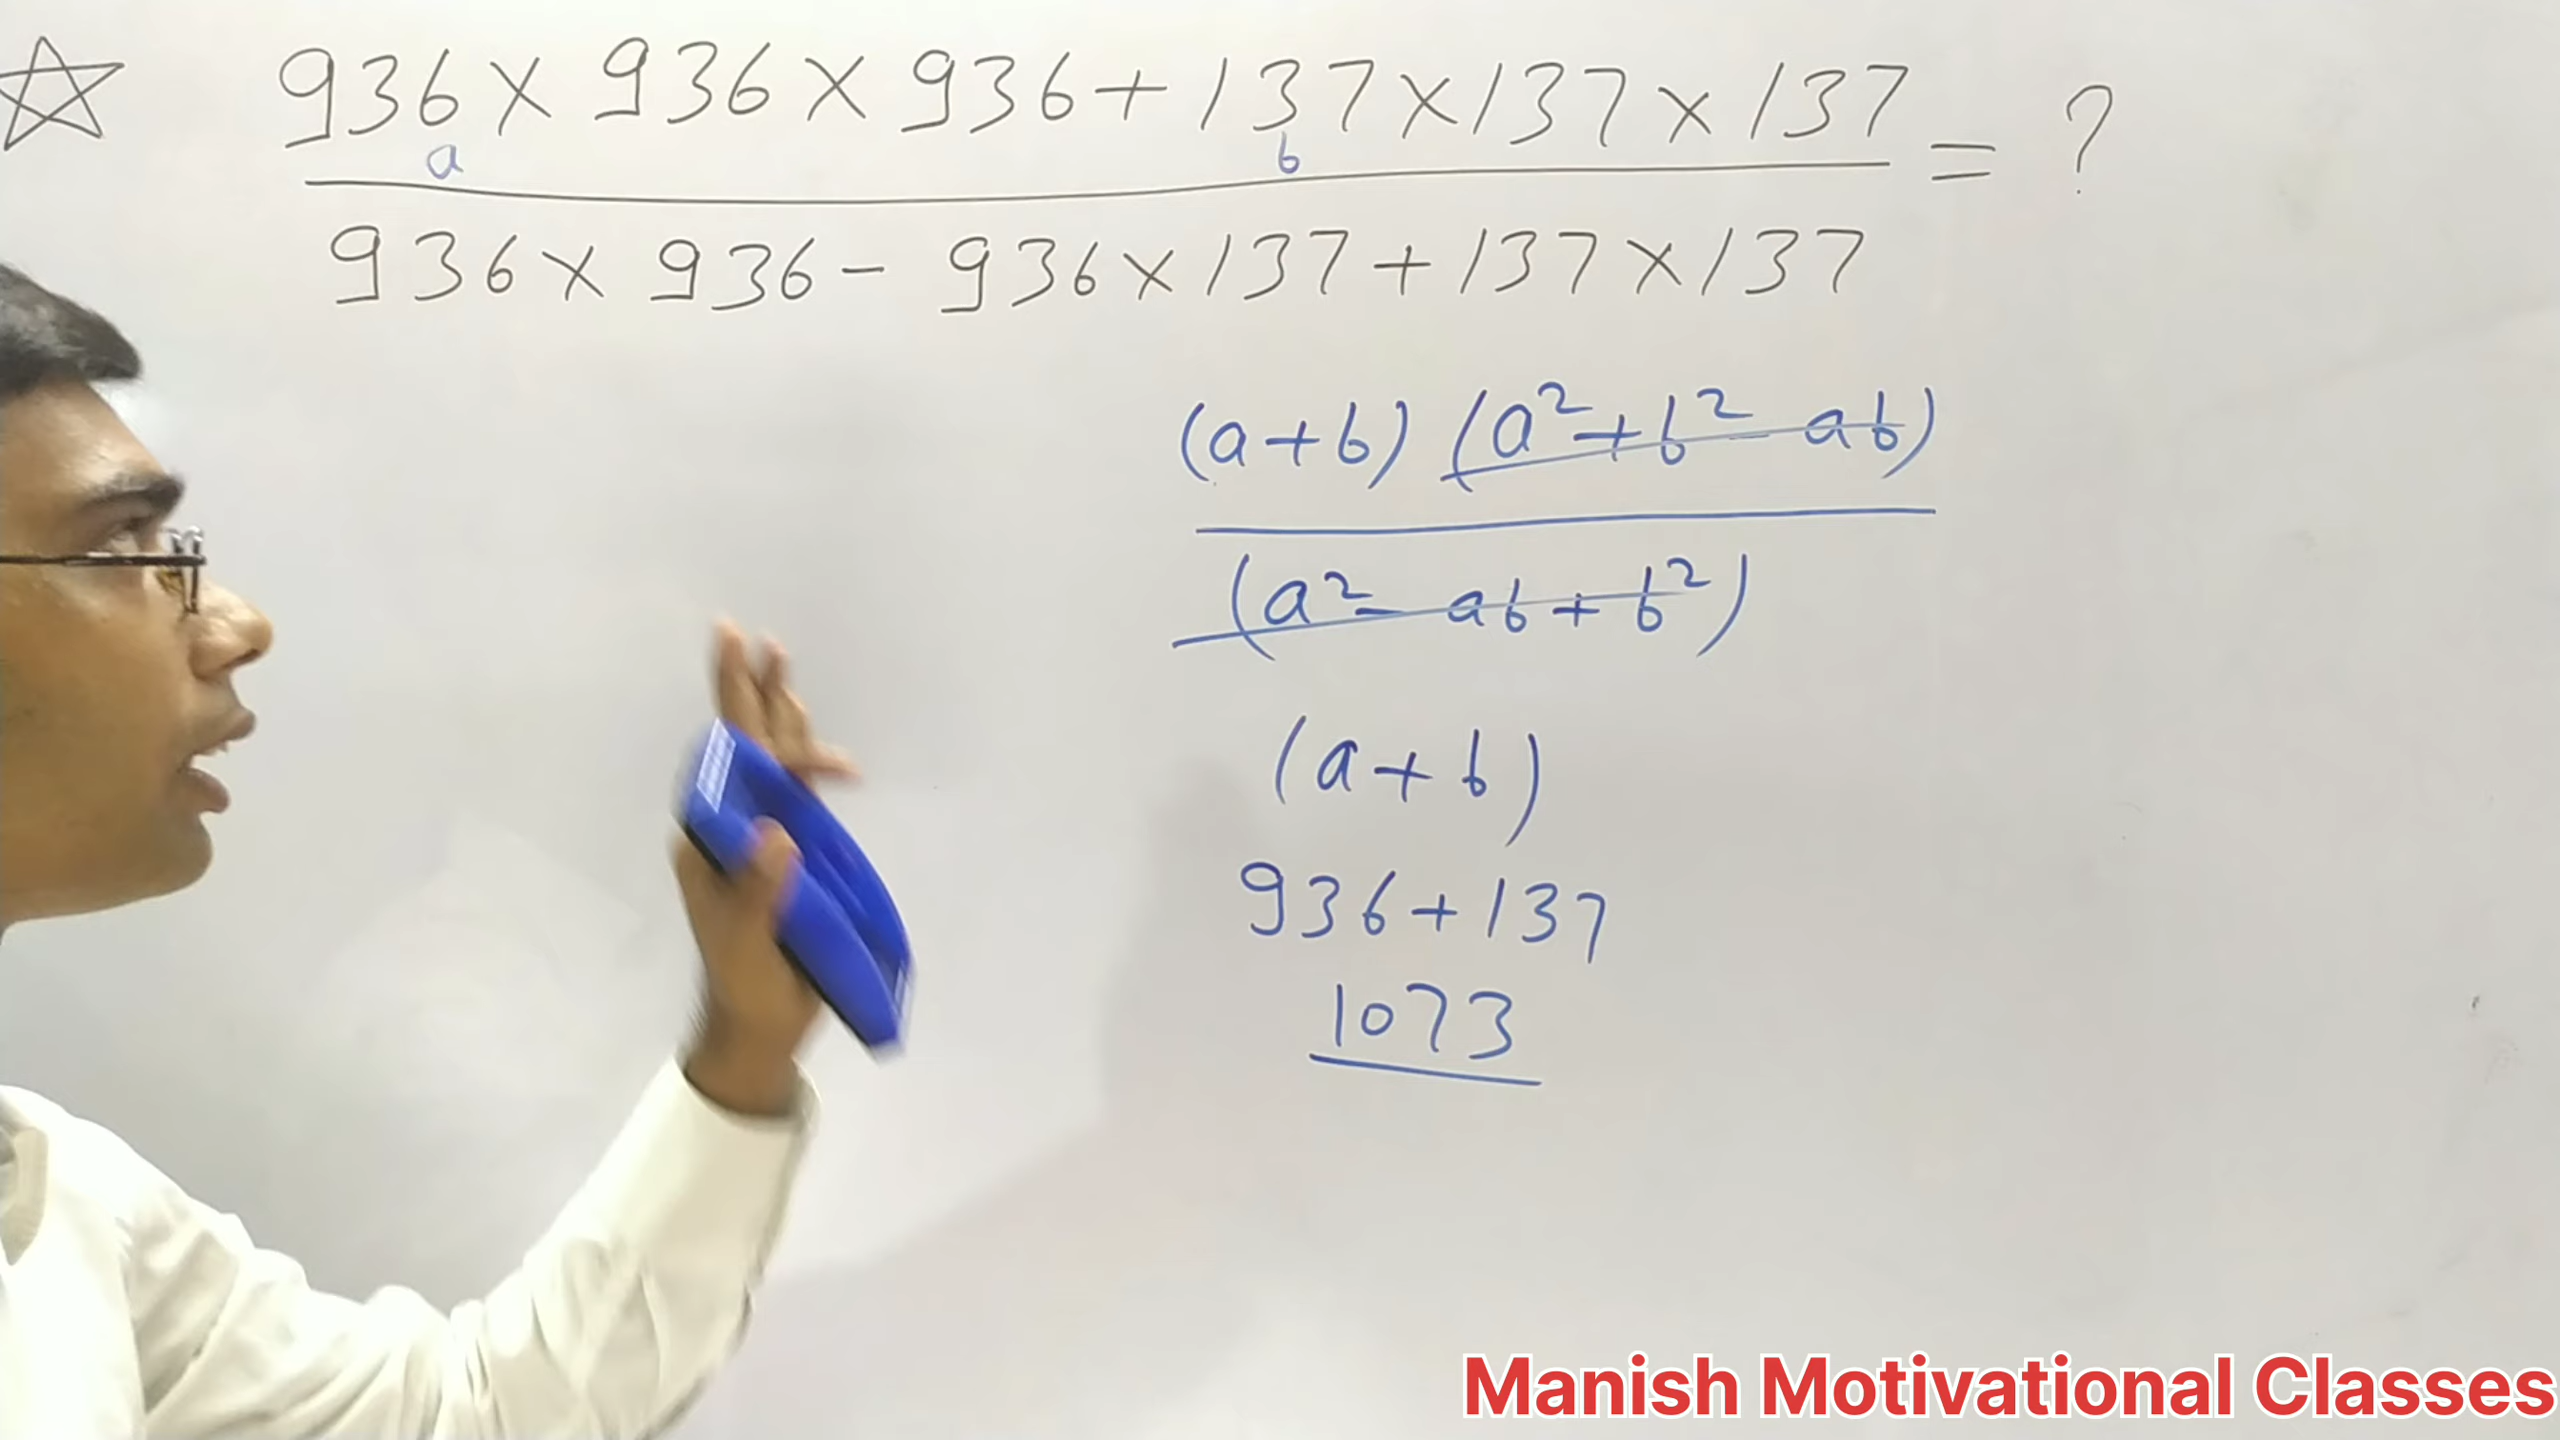 936 × 936 × 936 + 137 × 137 × 137 = ?
a b
936 × 936 - 936 × 137 + 137 × 137
(a + b) (a² + b² - ab)
(a² - ab + b²)
(a + b)
936 + 137
1073
Manish Motivational Classes